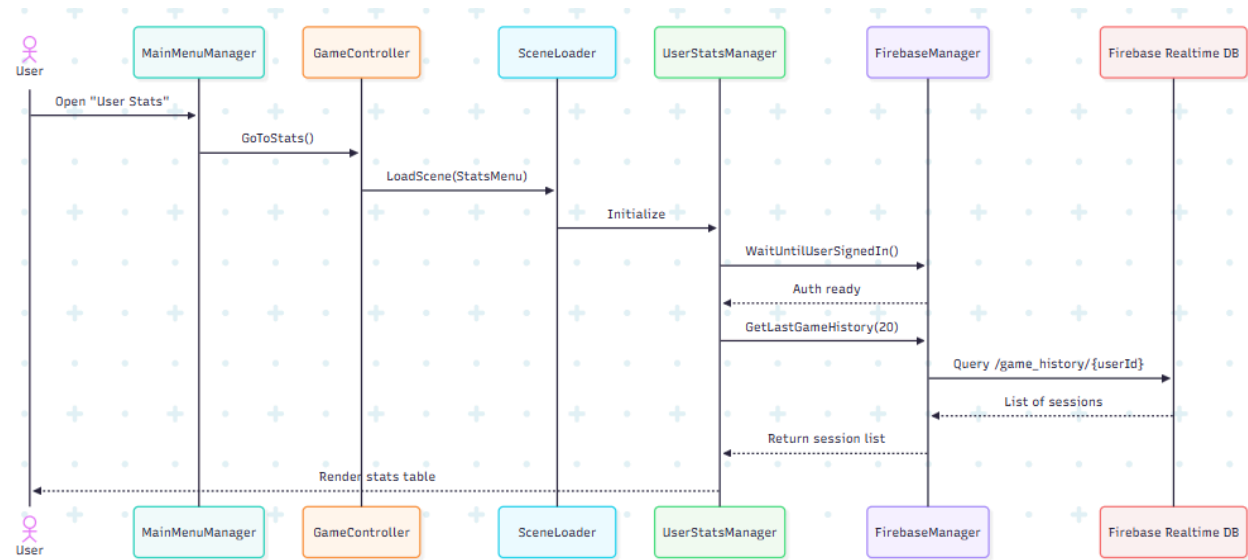 User
MainMenuManager
GameController
SceneLoader
UserStatsManager
FirebaseManager
Firebase Realtime DB
Open "User Stats"
GoToStats()
LoadScene(StatsMenu)
Initialize
WaitUntilUserSignedIn()
Auth ready
GetLastGameHistory(20)
Query /game_history/{userId}
List of sessions
Return session list
Render stats table
User
MainMenuManager
GameController
SceneLoader
UserStatsManager
FirebaseManager
Firebase Realtime DB